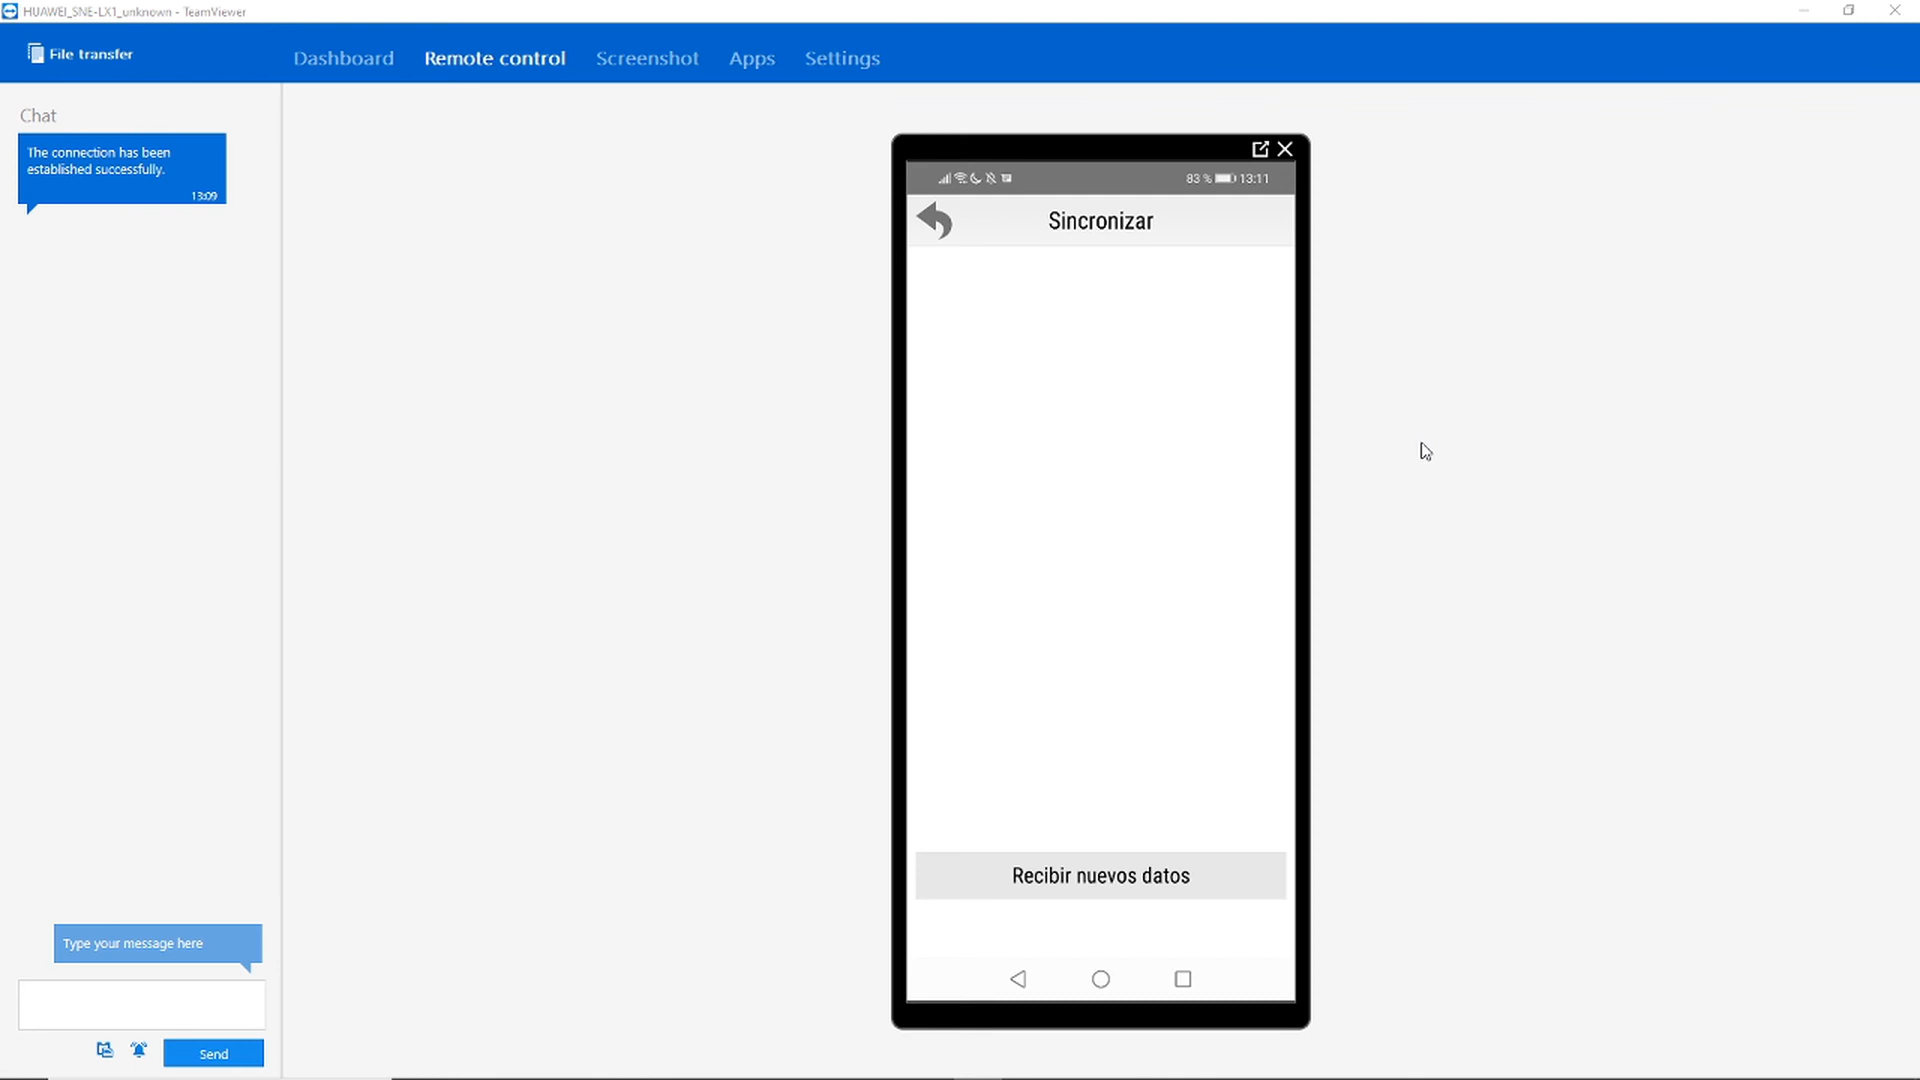 HUAWEI_SNE-LX1_unknown - TeamViewer
File transfer
Dashboard
Remote control
Screenshot
Apps
Settings
Chat
The connection has been
established successfully.
13:09
83 % 13:11
Sincronizar
Recibir nuevos datos
Type your message here
Send